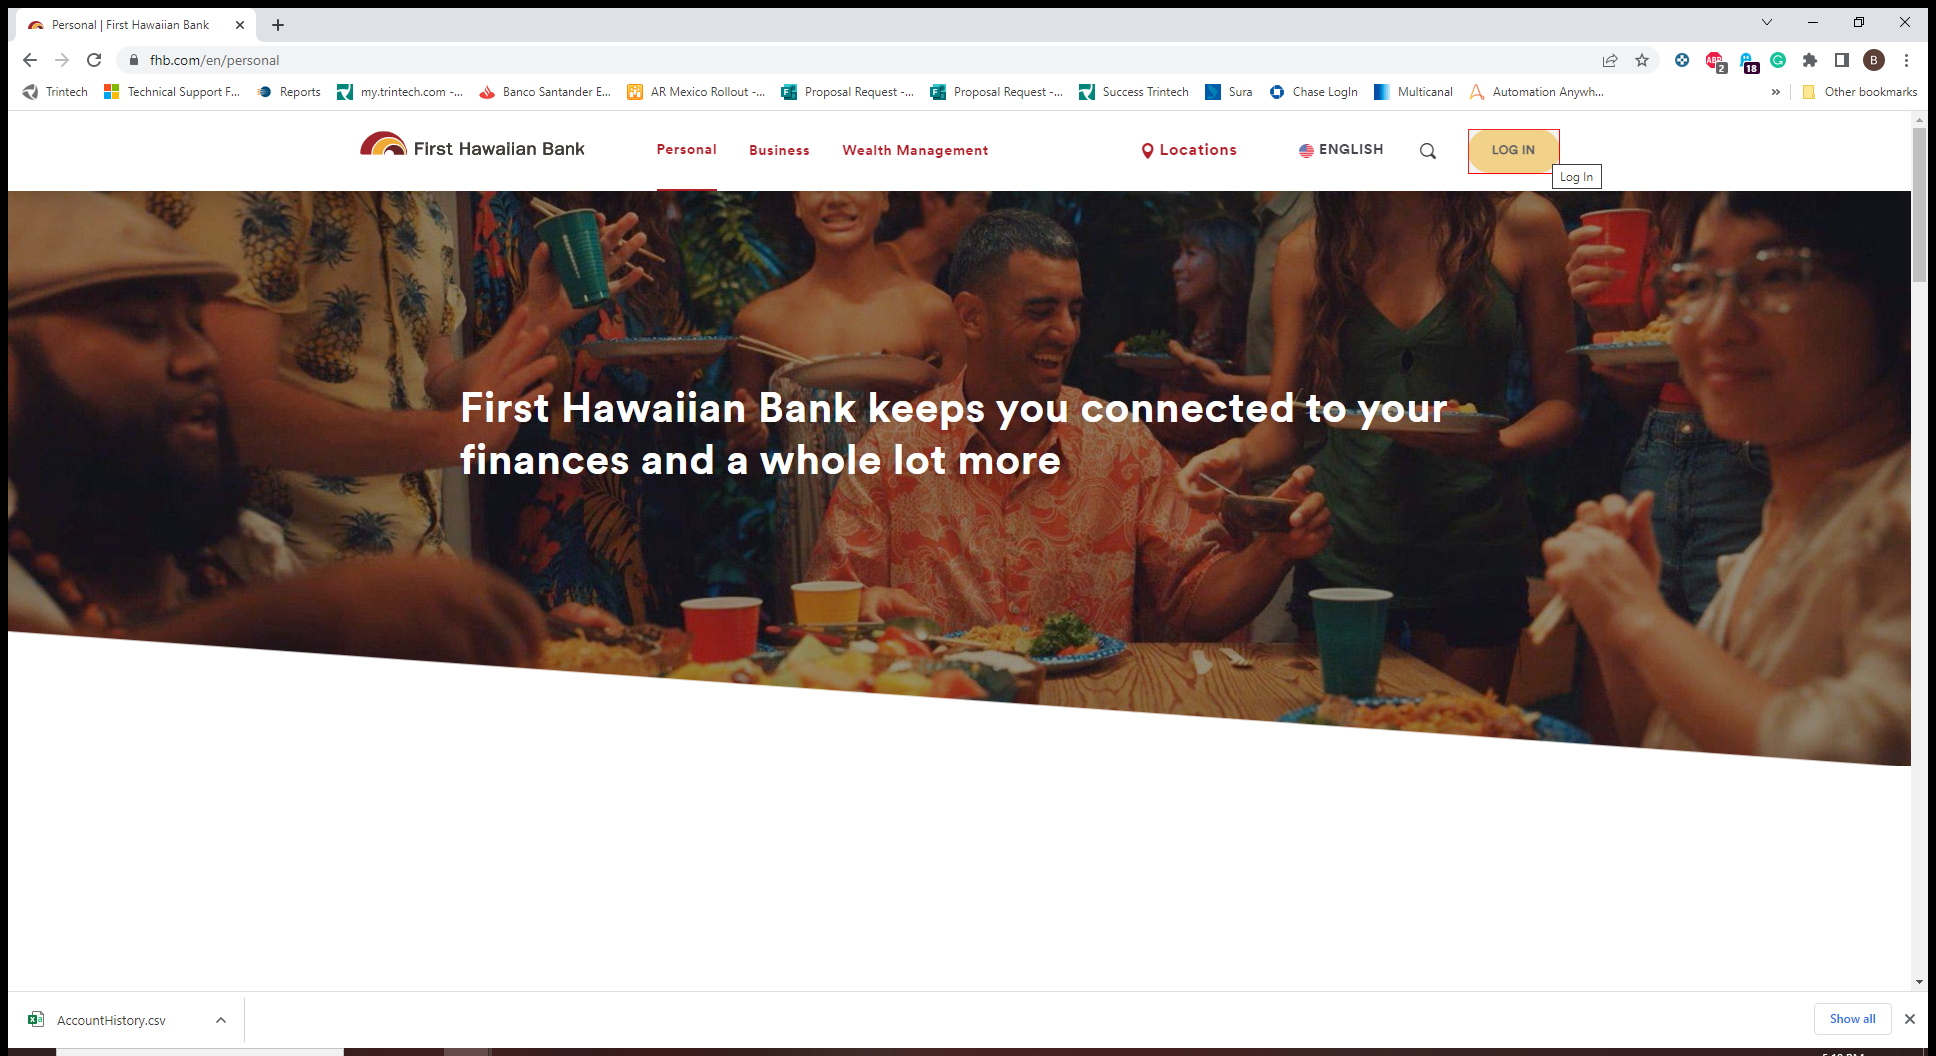 Personal | First Hawaiian Bank
fhb.com/en/personal
ABP
2
18
G
B
Trintech
Technical Support F...
Reports
my.trintech.com -...
Banco Santander E...
AR Mexico Rollout -...
Proposal Request -...
Proposal Request -...
Success Trintech
Sura
Chase LogIn
Multicanal
Automation Anywh...
»
Other bookmarks
First Hawaiian Bank
Personal
Business
Wealth Management
Locations
ENGLISH
LOG IN
Log In
First Hawaiian Bank keeps you connected to your
finances and a whole lot more
AccountHistory.csv
Show all